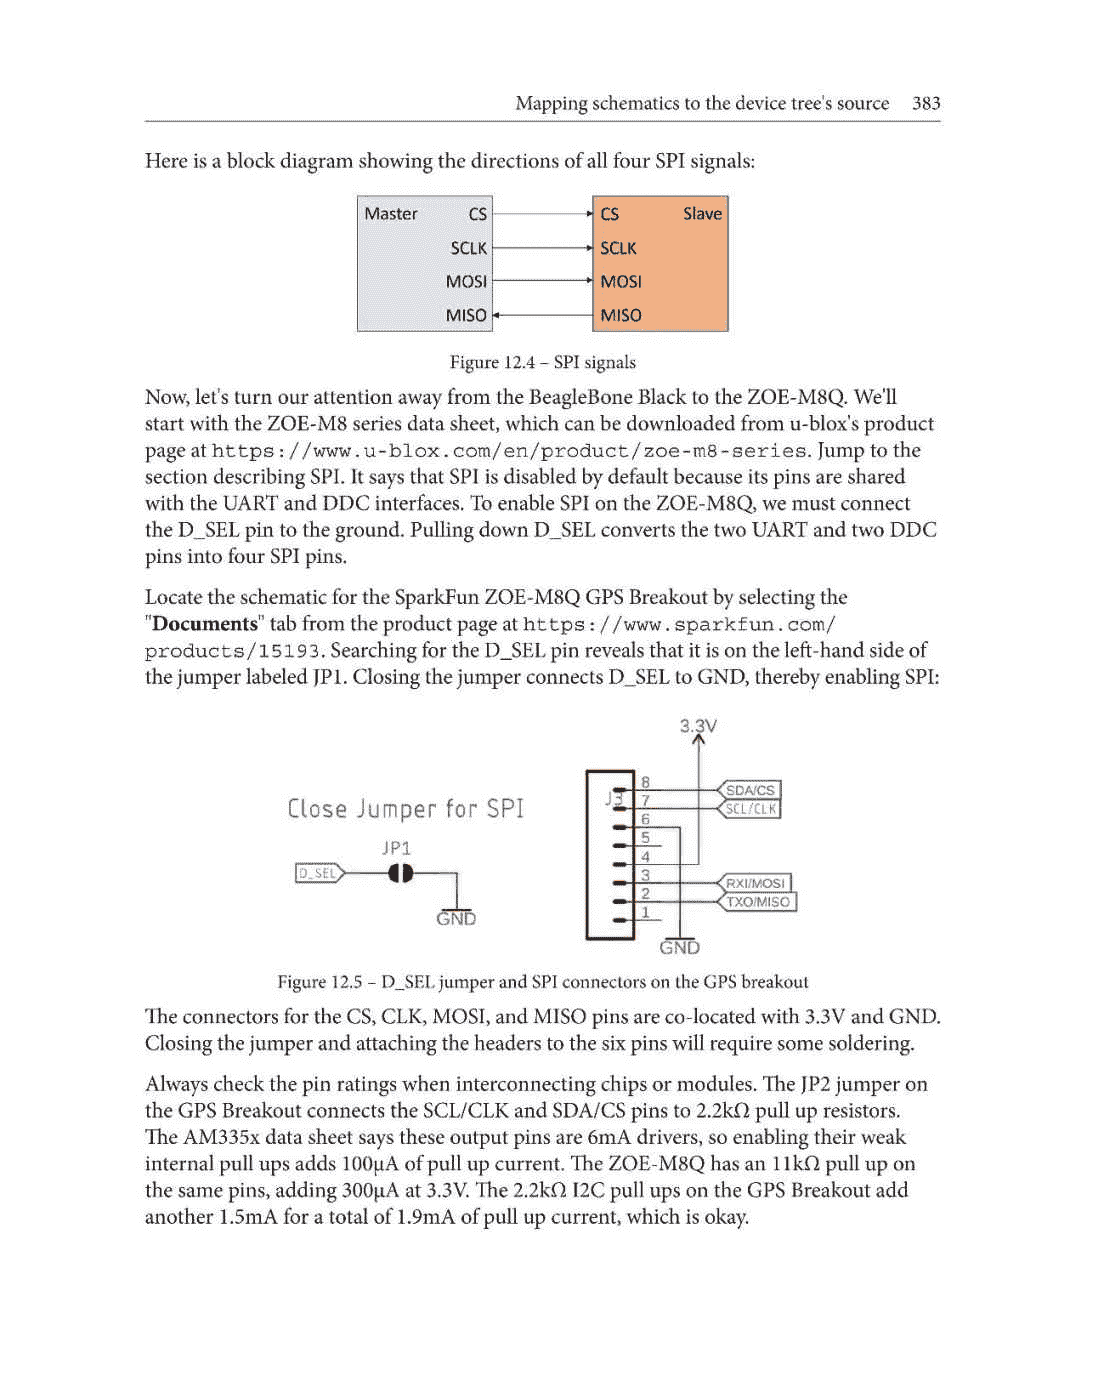 Mapping schematics to the device tree's source 383
Here is a block diagram showing the directions of all four SPI signals:
Master CS CS Slave
SCLK SCLK
MOSI MOSI
MISO MISO
Figure 12.4 – SPI signals
Now, let's turn our attention away from the BeagleBone Black to the ZOE-M8Q. We'll
start with the ZOE-M8 series data sheet, which can be downloaded from u-blox's product
page at https://www.u-blox.com/en/product/zoe-m8-series. Jump to the
section describing SPI. It says that SPI is disabled by default because its pins are shared
with the UART and DDC interfaces. To enable SPI on the ZOE-M8Q, we must connect
the D_SEL pin to the ground. Pulling down D_SEL converts the two UART and two DDC
pins into four SPI pins.
Locate the schematic for the SparkFun ZOE-M8Q GPS Breakout by selecting the
"Documents" tab from the product page at https://www.sparkfun.com/
products/15193. Searching for the D_SEL pin reveals that it is on the left-hand side of
the jumper labeled JP1. Closing the jumper connects D_SEL to GND, thereby enabling SPI:
3.3V
Close Jumper for SPI
JP1
D_SEL
GND
J3
8 SDA/CS
7 SCL/CLK
6
5
4
3 RXI/MOSI
2 TXO/MISO
1
GND
Figure 12.5 – D_SEL jumper and SPI connectors on the GPS breakout
The connectors for the CS, CLK, MOSI, and MISO pins are co-located with 3.3V and GND.
Closing the jumper and attaching the headers to the six pins will require some soldering.
Always check the pin ratings when interconnecting chips or modules. The JP2 jumper on
the GPS Breakout connects the SCL/CLK and SDA/CS pins to 2.2kΩ pull up resistors.
The AM335x data sheet says these output pins are 6mA drivers, so enabling their weak
internal pull ups adds 100µA of pull up current. The ZOE-M8Q has an 11kΩ pull up on
the same pins, adding 300µA at 3.3V. The 2.2kΩ I2C pull ups on the GPS Breakout add
another 1.5mA for a total of 1.9mA of pull up current, which is okay.